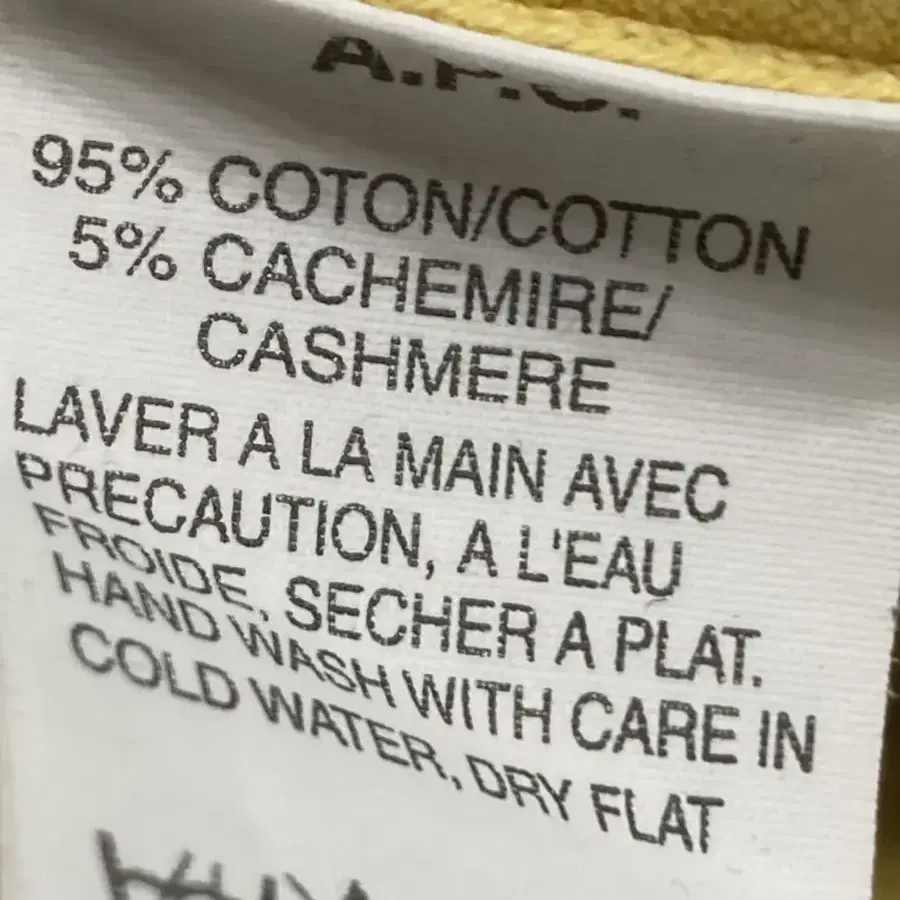 A.P.C.
95% COTON/COTTON
5% CACHEMIRE/
CASHMERE
LAVER A LA MAIN AVEC
PRECAUTION, A L'EAU
FROIDE, SECHER A PLAT.
HAND WASH WITH CARE IN
COLD WATER, DRY FLAT